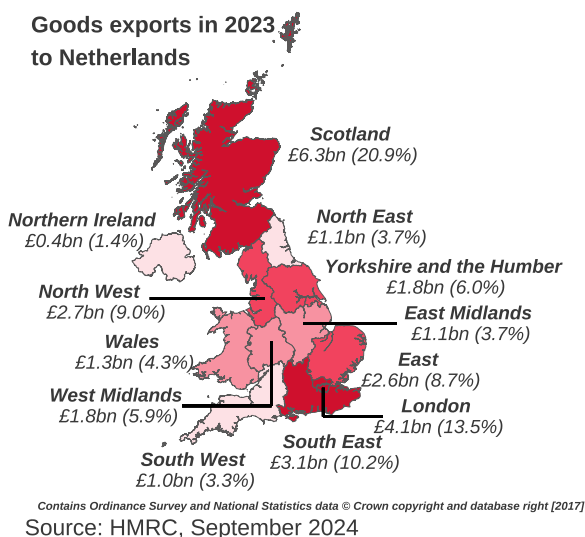 Goods exports in 2023
to Netherlands
Scotland
£6.3bn (20.9%)
Northern Ireland
£0.4bn (1.4%)
North East
£1.1bn (3.7%)
Yorkshire and the Humber
£1.8bn (6.0%)
North West
£2.7bn (9.0%)
East Midlands
£1.1bn (3.7%)
Wales
£1.3bn (4.3%)
East
£2.6bn (8.7%)
West Midlands
£1.8bn (5.9%)
London
£4.1bn (13.5%)
South East
£3.1bn (10.2%)
South West
£1.0bn (3.3%)
Contains Ordinance Survey and National Statistics data © Crown copyright and database right [2017]
Source: HMRC, September 2024